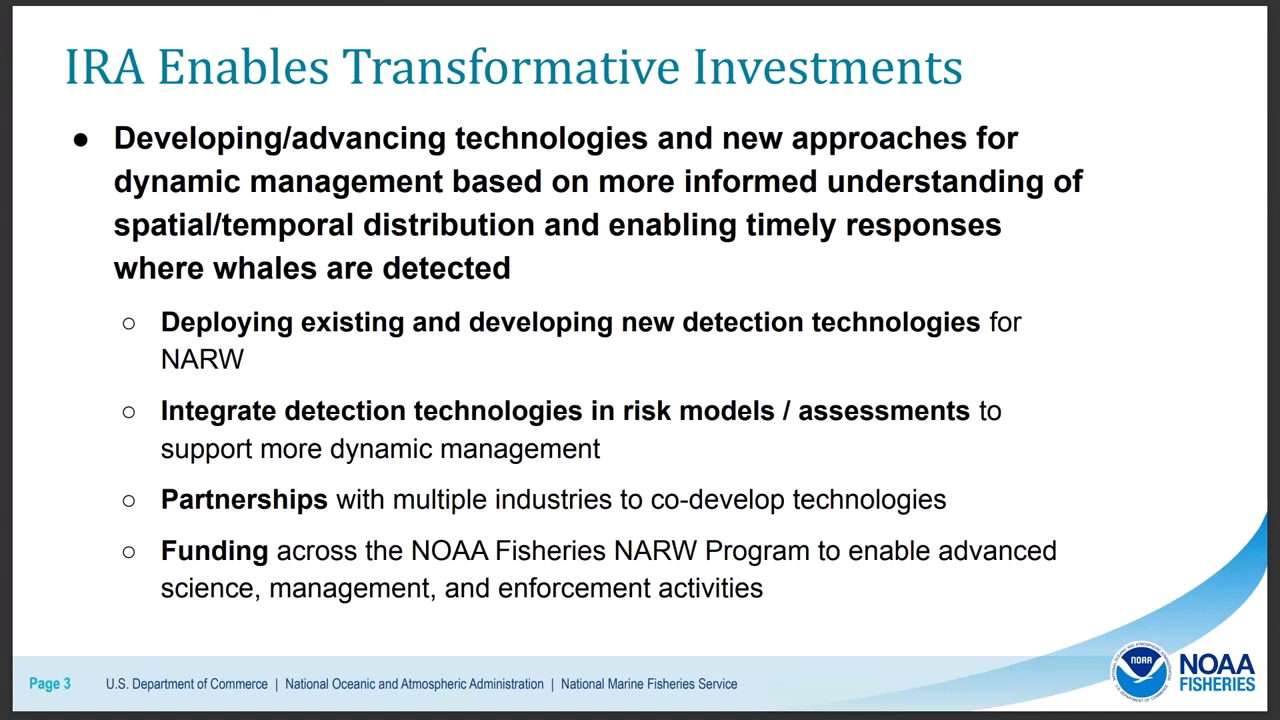 IRA Enables Transformative Investments
● Developing/advancing technologies and new approaches for
dynamic management based on more informed understanding of
spatial/temporal distribution and enabling timely responses
where whales are detected
○ Deploying existing and developing new detection technologies for
NARW
○ Integrate detection technologies in risk models / assessments to
support more dynamic management
○ Partnerships with multiple industries to co-develop technologies
○ Funding across the NOAA Fisheries NARW Program to enable advanced
science, management, and enforcement activities
Page 3 U.S. Department of Commerce | National Oceanic and Atmospheric Administration | National Marine Fisheries Service
NOAA
NOAA
FISHERIES